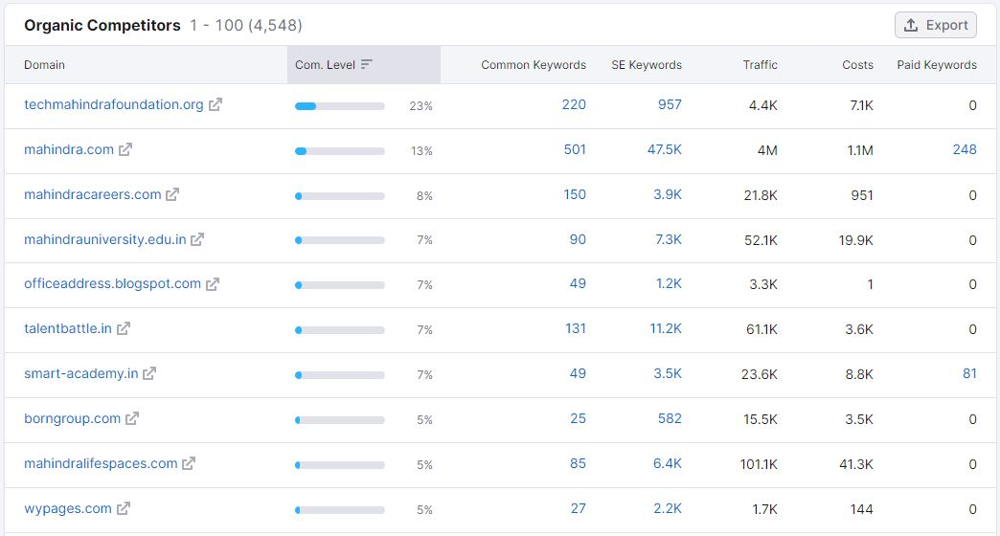 Organic Competitors 1 - 100 (4,548) Export
Domain Com. Level Common Keywords SE Keywords Traffic Costs Paid Keywords
techmahindrafoundation.org 23% 220 957 4.4K 7.1K 0
mahindra.com 13% 501 47.5K 4M 1.1M 248
mahindracareers.com 8% 150 3.9K 21.8K 951 0
mahindrauniversity.edu.in 7% 90 7.3K 52.1K 19.9K 0
officeaddress.blogspot.com 7% 49 1.2K 3.3K 1 0
talentbattle.in 7% 131 11.2K 61.1K 3.6K 0
smart-academy.in 7% 49 3.5K 23.6K 8.8K 81
borngroup.com 5% 25 582 15.5K 3.5K 0
mahindralifespaces.com 5% 85 6.4K 101.1K 41.3K 0
wypages.com 5% 27 2.2K 1.7K 144 0